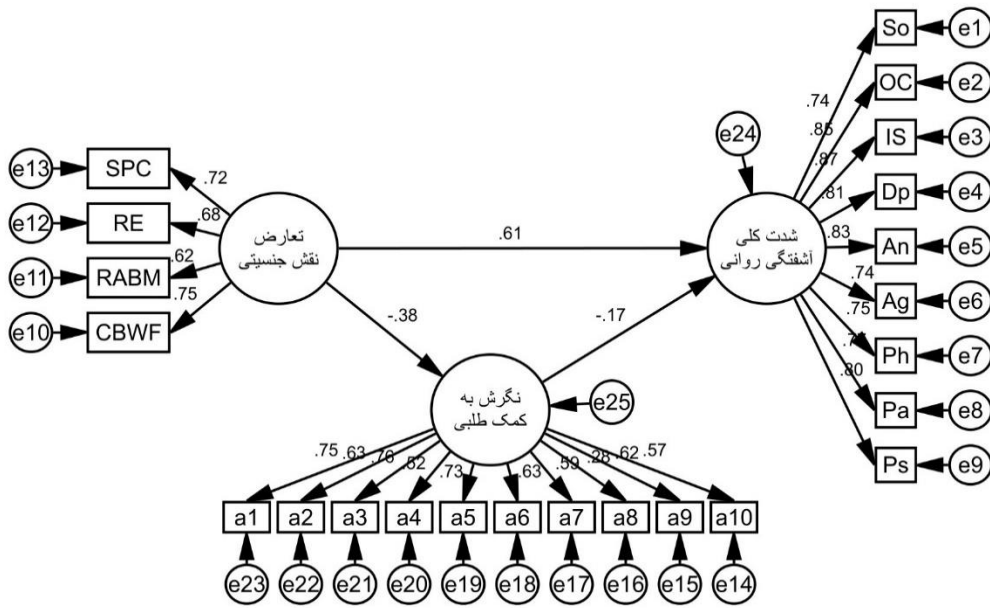 So
e1
.74
OC
e2
.85
IS
e3
.87
e24
Dp
e4
.81
e13
SPC
.72
e12
RE
.68
تعارض
نقش جنسیتی
.61
شدت کلی
آشفتگی روانی
.83
An
e5
e11
RABM
.62
.74
Ag
e6
e10
CBWF
.75
-.38
-.17
.75
Ph
e7
.80
Pa
e8
نگرش به
کمک طلبی
e25
Ps
e9
.75
.63
.76
.52
.73
.63
.59
.28
.62
.57
a1
a2
a3
a4
a5
a6
a7
a8
a9
a10
e23
e22
e21
e20
e19
e18
e17
e16
e15
e14